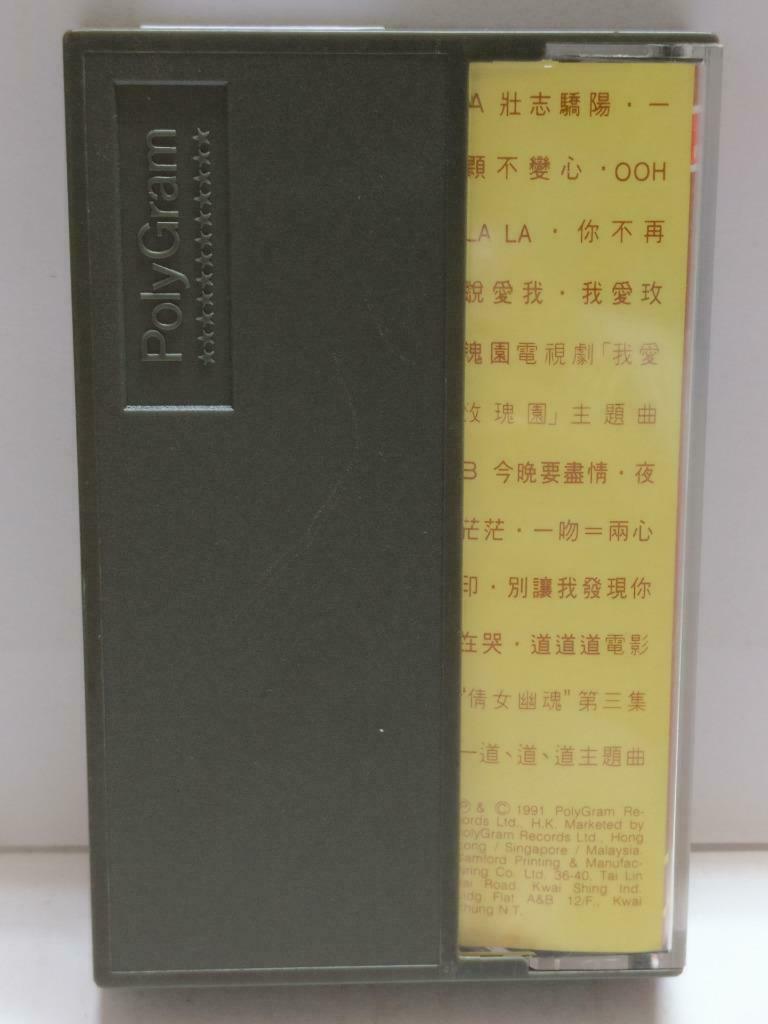 PolyGram
A 壯志驕陽·一
顆不變心·OOH
LA LA·你不再
說愛我·我愛玫
瑰園電視劇「我愛
玫瑰園」主題曲
B 今晚要盡情·夜
茫茫·一吻=兩心
印·別讓我發現你
在哭·道道道電影
"倩女幽魂"第三集
一道、道、道主題曲
℗ & © 1991 PolyGram Re-
cords Ltd., H.K. Marketed by
PolyGram Records Ltd., Hong
Kong / Singapore / Malaysia.
Camford Printing & Manufac-
turing Co. Ltd. 36-40, Tai Lin
Pai Road, Kwai Shing Ind.
Bldg. Flat A&B 12/F., Kwai
Chung N.T.